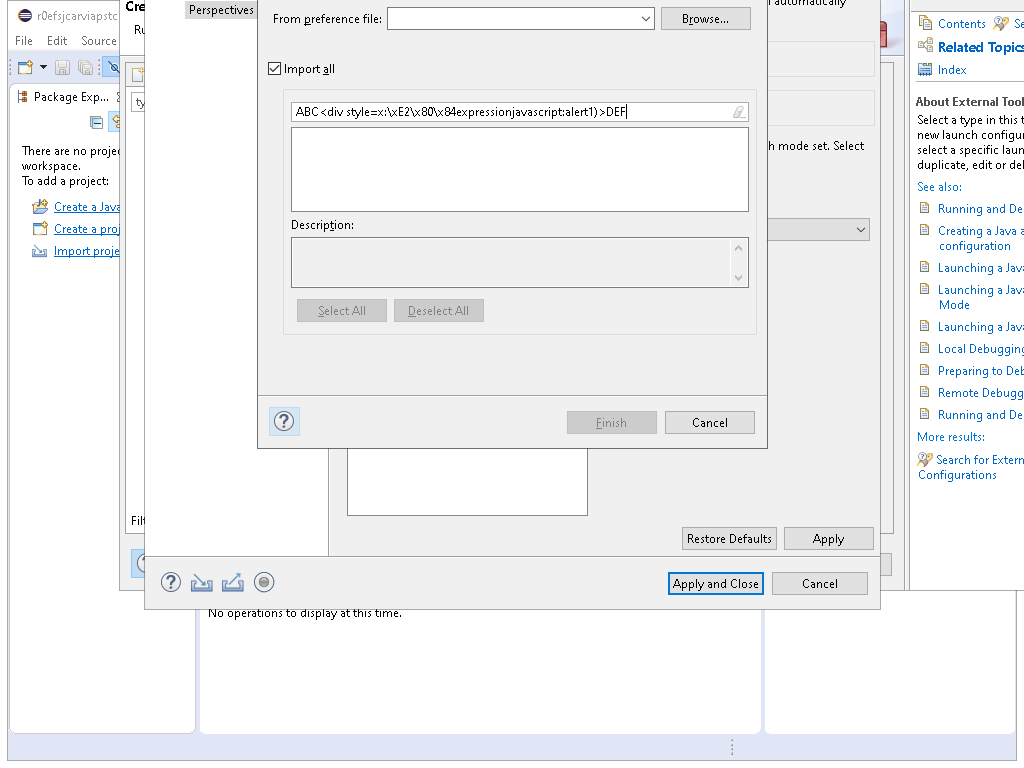 r0efsjcarviapstc
File Edit Source
Package Exp...
There are no proje
workspace.
To add a project:
Create a Java
Create a proj
Import proje
Cre
Ru
ty
Filt
Perspectives
From preference file:
Browse...
Import all
ABC<div style=x:\xE2\x80\x84expressionjavascript:alert1)>DEF
Description:
Select All
Deselect All
Finish
Cancel
automatically
h mode set. Select
Restore Defaults
Apply
Apply and Close
Cancel
No operations to display at this time.
Contents
Se
Related Topics
Index
About External Tool
Select a type in this t
new launch configur
select a specific laun
duplicate, edit or del
See also:
Running and De
Creating a Java a
configuration
Launching a Java
Launching a Java
Mode
Launching a Java
Local Debugging
Preparing to Deb
Remote Debugg
Running and De
More results:
Search for Extern
Configurations